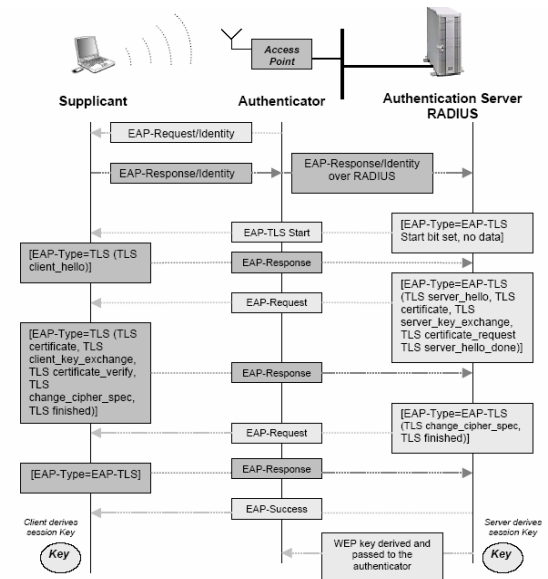 Access
Point
Supplicant
Authenticator
Authentication Server
RADIUS
EAP-Request/Identity
EAP-Response/Identity
EAP-Response/Identity
over RADIUS
EAP-TLS Start
[EAP-Type=EAP-TLS
Start bit set, no data]
[EAP-Type=TLS (TLS
client_hello)]
EAP-Response
EAP-Request
[EAP-Type=EAP-TLS
(TLS server_hello, TLS
certificate, TLS
server_key_exchange,
TLS certificate_request
TLS server_hello_done)]
[EAP-Type=TLS (TLS
certificate, TLS
client_key_exchange,
TLS certificate_verify,
TLS
change_cipher_spec,
TLS finished)]
EAP-Response
EAP-Request
[EAP-Type=EAP-TLS
(TLS change_cipher_spec,
TLS finished)]
[EAP-Type=EAP-TLS]
EAP-Response
EAP-Success
Client derives
session Key
Key
WEP key derived and
passed to the
authenticator
Server derives
session Key
Key